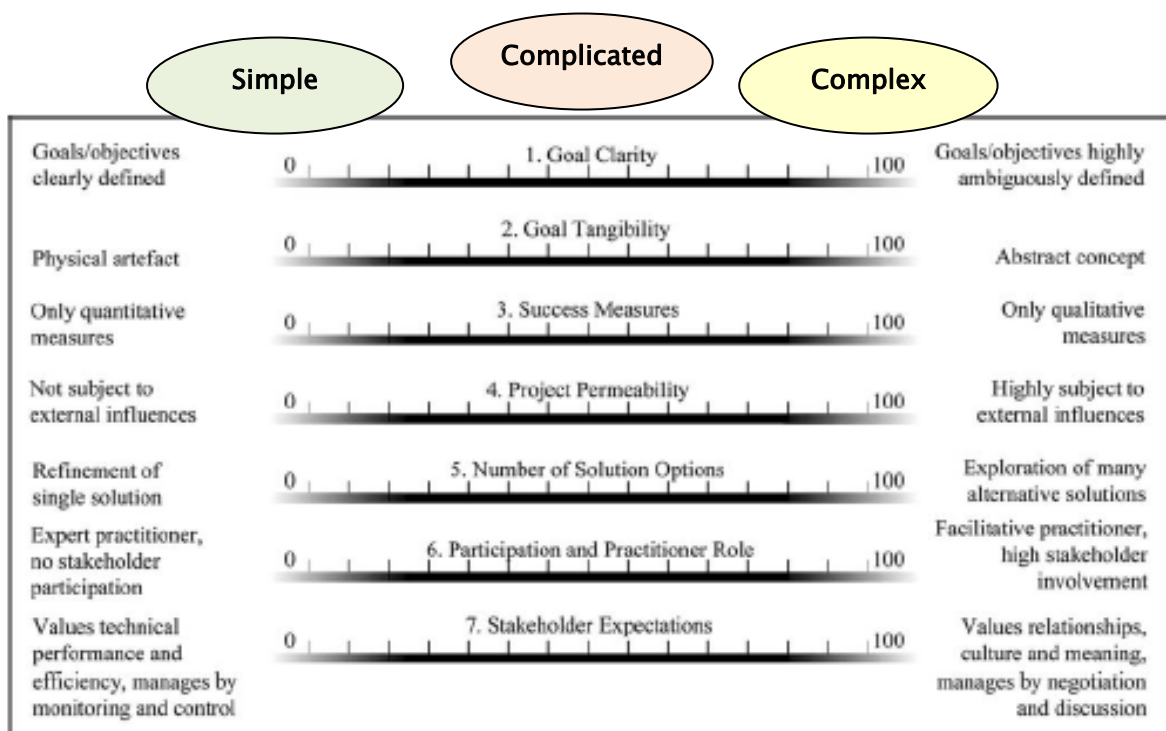 Simple
Complicated
Complex
Goals/objectives
clearly defined
0
1. Goal Clarity
100
Goals/objectives highly
ambiguously defined
Physical artefact
0
2. Goal Tangibility
100
Abstract concept
Only quantitative
measures
0
3. Success Measures
100
Only qualitative
measures
Not subject to
external influences
0
4. Project Permeability
100
Highly subject to
external influences
Refinement of
single solution
0
5. Number of Solution Options
100
Exploration of many
alternative solutions
Expert practitioner,
no stakeholder
participation
0
6. Participation and Practitioner Role
100
Facilitative practitioner,
high stakeholder
involvement
Values technical
performance and
efficiency, manages by
monitoring and control
0
7. Stakeholder Expectations
100
Values relationships,
culture and meaning,
manages by negotiation
and discussion